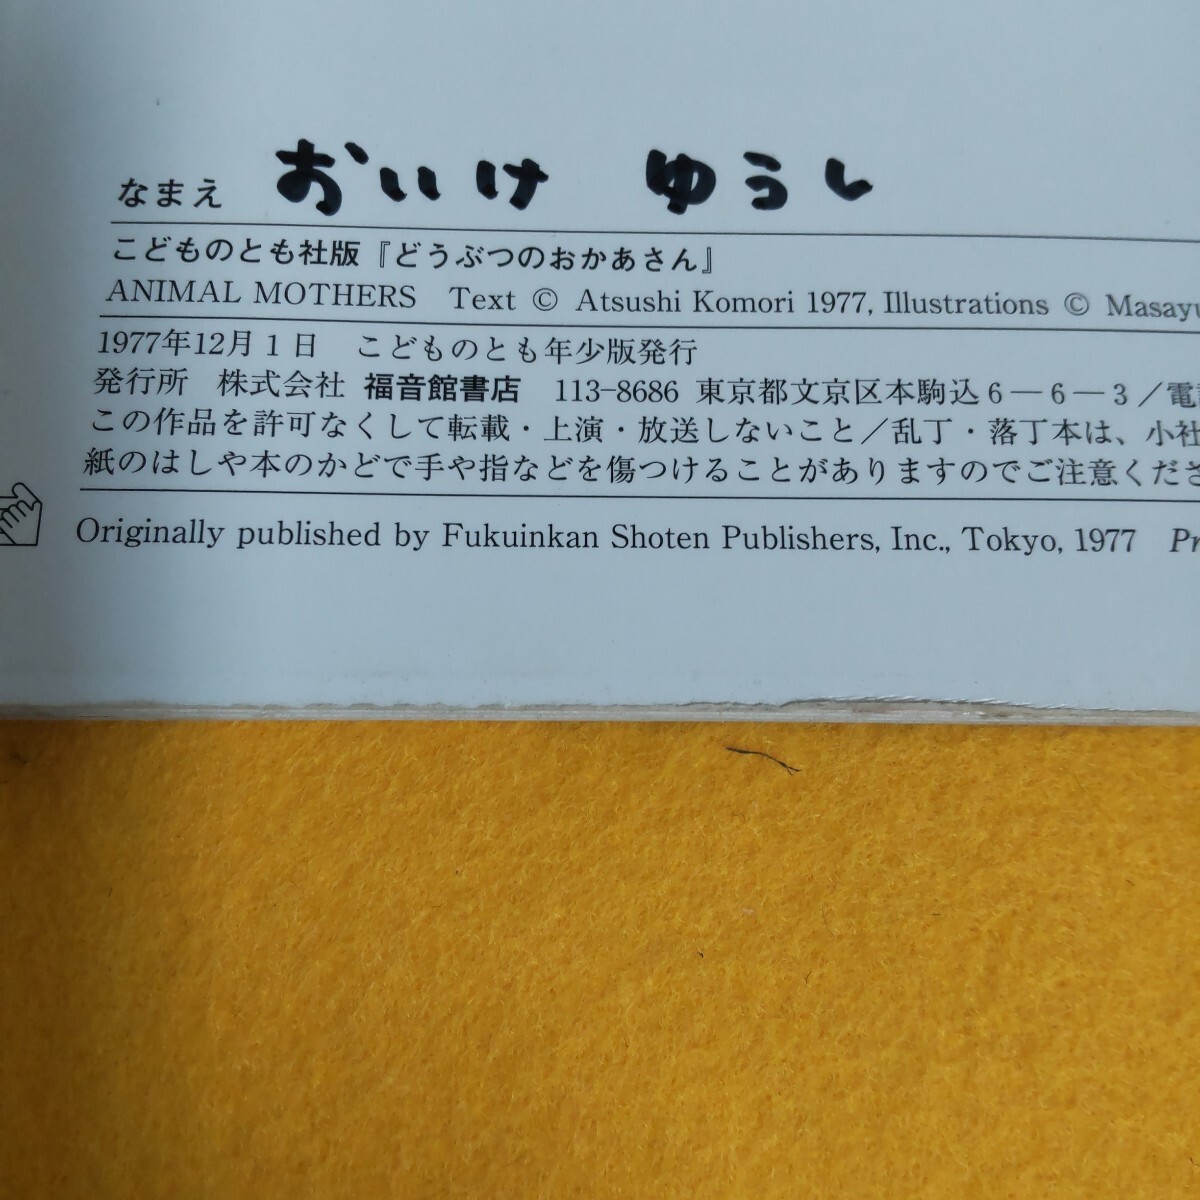 なまえ おいけ ゆうし
こどものとも社版『どうぶつのおかあさん』
ANIMAL MOTHERS Text © Atsushi Komori 1977, Illustrations ©
1977年12月1日 こどものとも年少版発行
発行所 株式会社 福音館書店 113-8686 東京都文京区本駒込6―6―3／
この作品を許可なくして転載・上演・放送しないこと／乱丁・落丁本は、小社
紙のはしや本のかどで手や指などを傷つけることがありますのでご注意くださ
Originally published by Fukuinkan Shoten Publishers, Inc., Tokyo, 1977